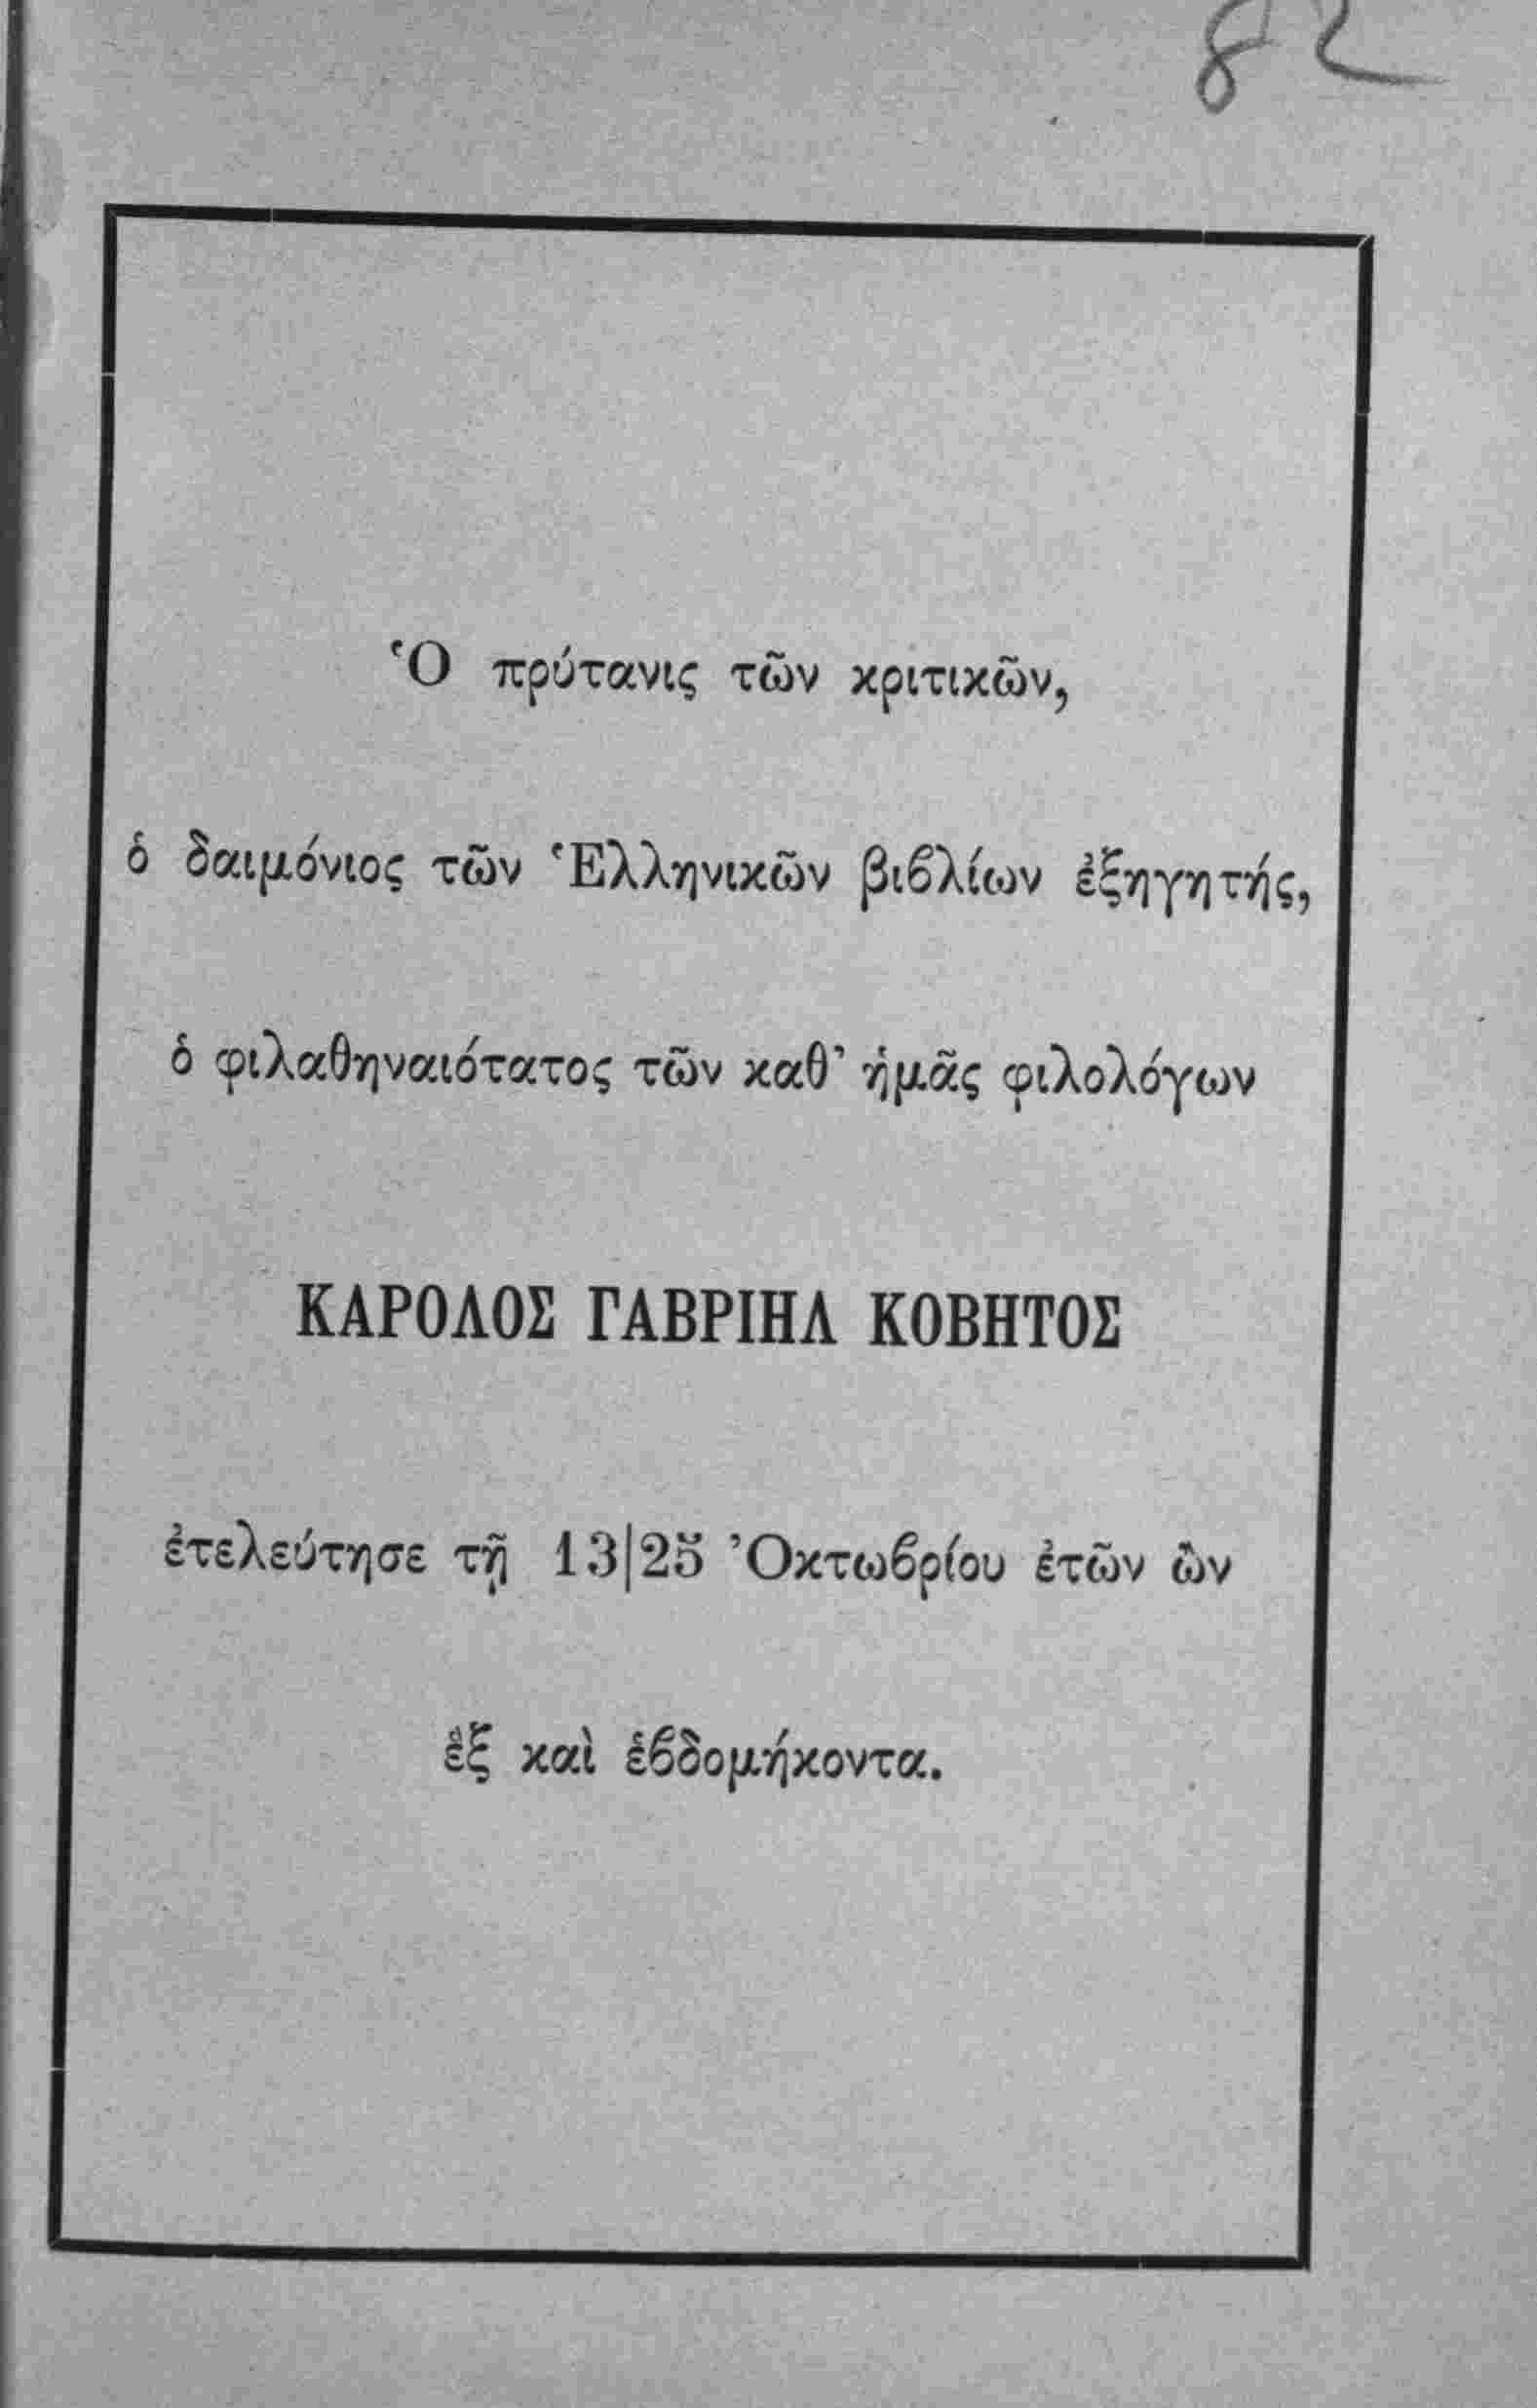 82
Ὁ πρύτανις τῶν κριτικῶν,
ὁ δαιμόνιος τῶν Ἑλληνικῶν βιϐλίων ἐξηγητής,
ὁ φιλαθηναιότατος τῶν καθ’ ἡμᾶς φιλολόγων
ΚΑΡΟΛΟΣ ΓΑΒΡΙΗΛ ΚΟΒΗΤΟΣ
ἐτελεύτησε τῇ 13|25 Ὀκτωϐρίου ἐτῶν ὢν
ἓξ καὶ ἑϐδομήκοντα.